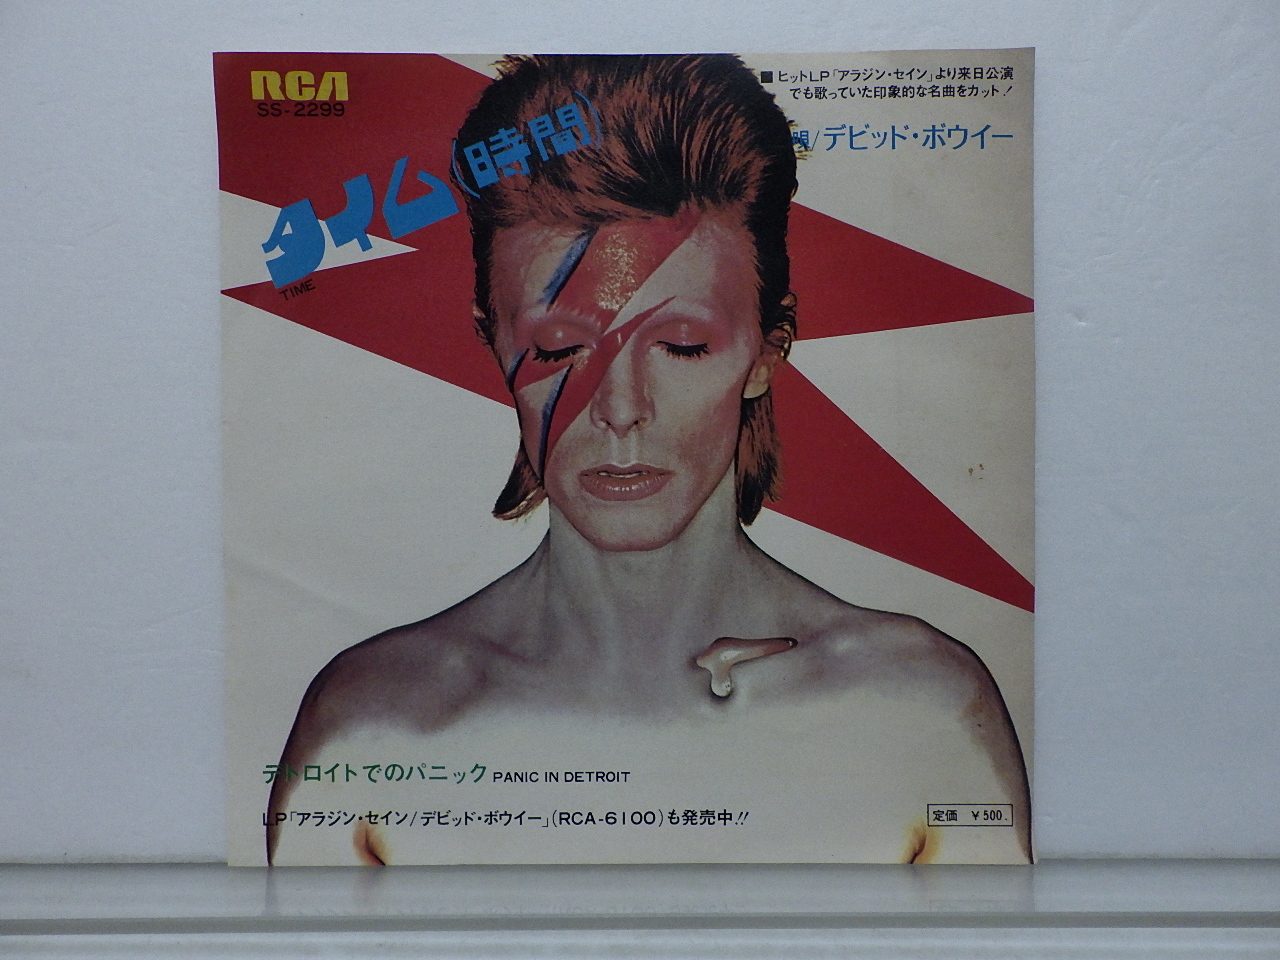 RCA
SS-2299
■ヒットLP「アラジン・セイン」より来日公演
でも歌っていた印象的な名曲をカット！
唄/デビッド・ボウイー
タイム(時間)
TIME
デトロイトでのパニック PANIC IN DETROIT
LP「アラジン・セイン/デビッド・ボウイー」(RCA-6100)も発売中!!
定価 ￥500.